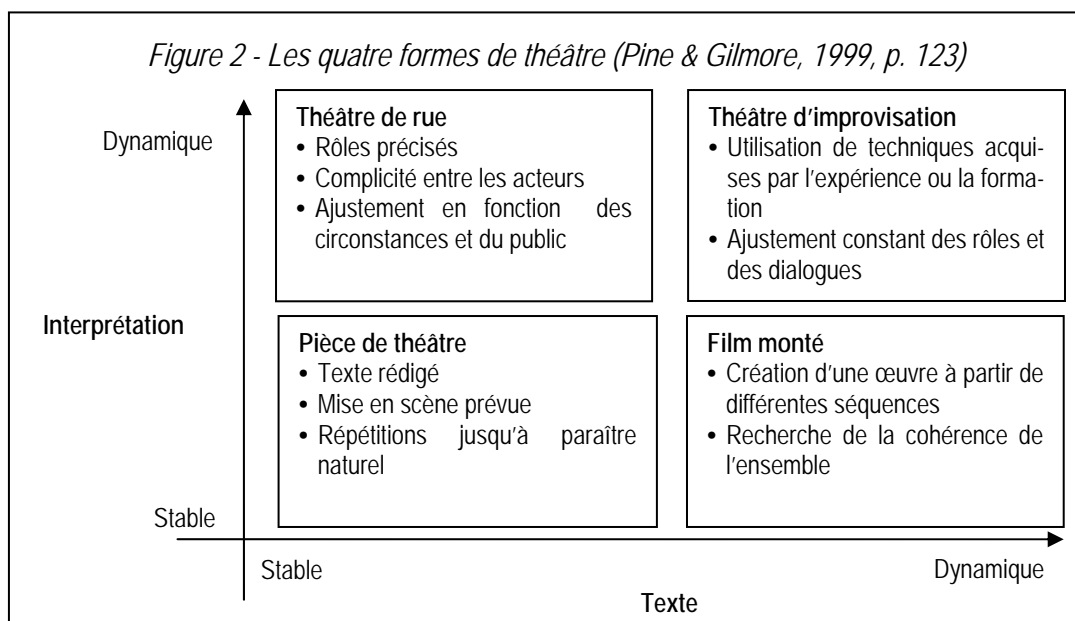 Figure 2 - Les quatre formes de théâtre (Pine & Gilmore, 1999, p. 123)
Dynamique
Théâtre de rue
• Rôles précisés
• Complicité entre les acteurs
• Ajustement en fonction des
circonstances et du public
Théâtre d'improvisation
• Utilisation de techniques acqui-
ses par l'expérience ou la forma-
tion
• Ajustement constant des rôles et
des dialogues
Interprétation
Pièce de théâtre
• Texte rédigé
• Mise en scène prévue
• Répétitions jusqu'à paraître
naturel
Film monté
• Création d'une œuvre à partir de
différentes séquences
• Recherche de la cohérence de
l'ensemble
Stable
Stable
Dynamique
Texte